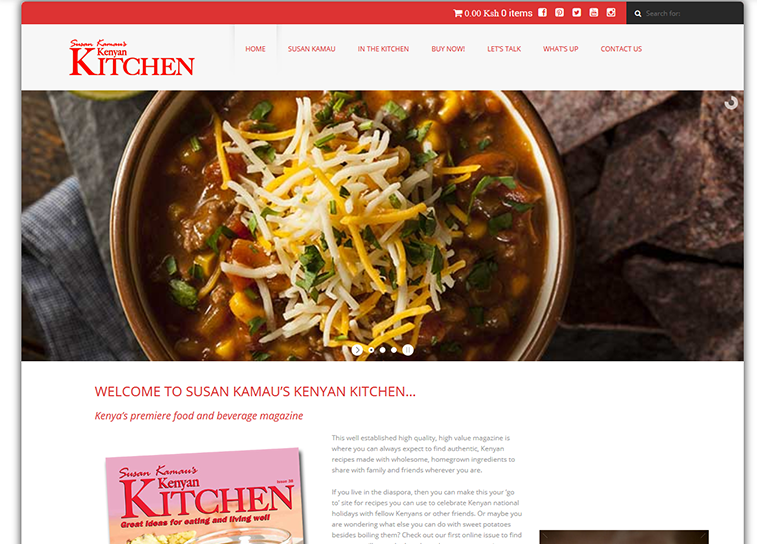 0.00 Ksh 0 items
Search for:
Susan Kamau's
Kenyan
KITCHEN
HOME
SUSAN KAMAU
IN THE KITCHEN
BUY NOW!
LET'S TALK
WHAT'S UP
CONTACT US
WELCOME TO SUSAN KAMAU'S KENYAN KITCHEN...
Kenya's premiere food and beverage magazine
Susan Kamau's
Issue 38
Kenyan
KITCHEN
Great ideas for eating and living well
This well established high quality, high value magazine is
where you can always expect to find authentic, Kenyan
recipes made with wholesome, homegrown ingredients to
share with family and friends wherever you are.
If you live in the diaspora, then you can make this your 'go
to' site for recipes you can use to celebrate Kenyan national
holidays with fellow Kenyans or other friends. Or maybe you
are wondering what else you can do with sweet potatoes
besides boiling them? Check out our first online issue to find